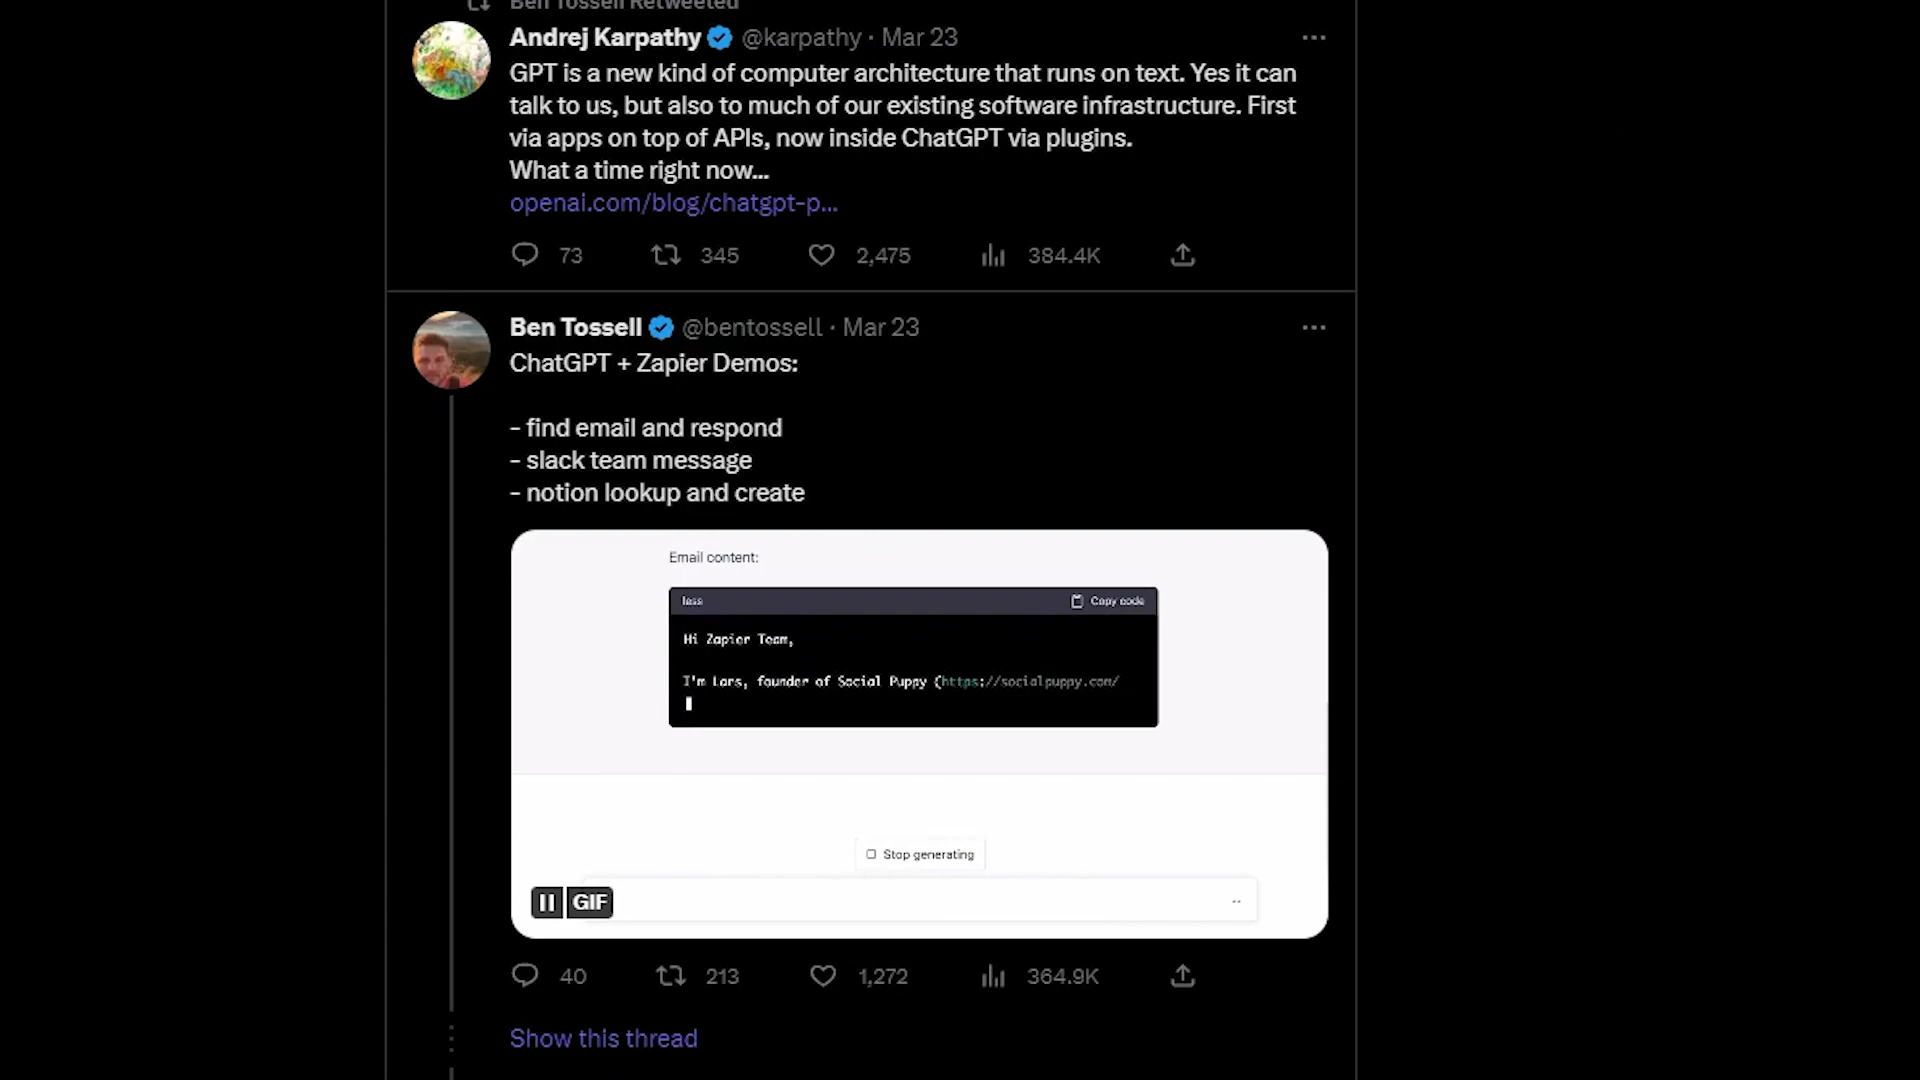 Ben Tossell Retweeted
Andrej Karpathy @karpathy · Mar 23
GPT is a new kind of computer architecture that runs on text. Yes it can
talk to us, but also to much of our existing software infrastructure. First
via apps on top of APIs, now inside ChatGPT via plugins.
What a time right now...
openai.com/blog/chatgpt-p...
73 345 2,475 384.4K
Ben Tossell @bentossell · Mar 23
ChatGPT + Zapier Demos:
- find email and respond
- slack team message
- notion lookup and create
Email content:
less Copy code
Hi Zapier Team,
I'm Lars, founder of Social Puppy (https://socialpuppy.com/
Stop generating
GIF
40 213 1,272 364.9K
Show this thread